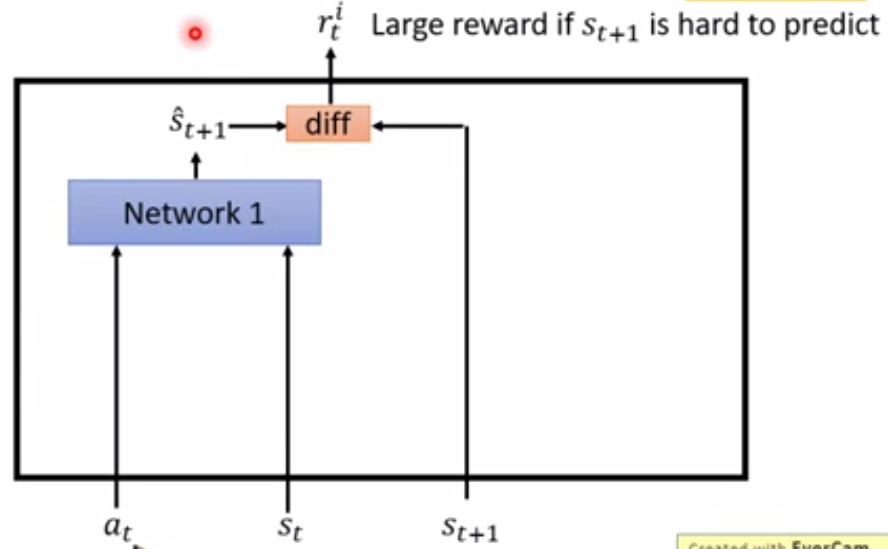 $r_t^i$ Large reward if $s_{t+1}$ is hard to predict
$\hat{s}_{t+1}$ diff
Network 1
$a_t$ $s_t$ $s_{t+1}$
Created with EverCam